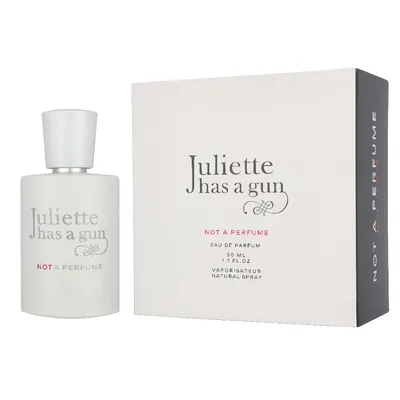 Juliette
has a gun
NOT A PERFUME
Juliette
has a gun
NOT A PERFUME
EAU DE PARFUM
50 ML
1.7 FL.OZ
VAPORISATEUR
NATURAL SPRAY
NOT A PERFUME